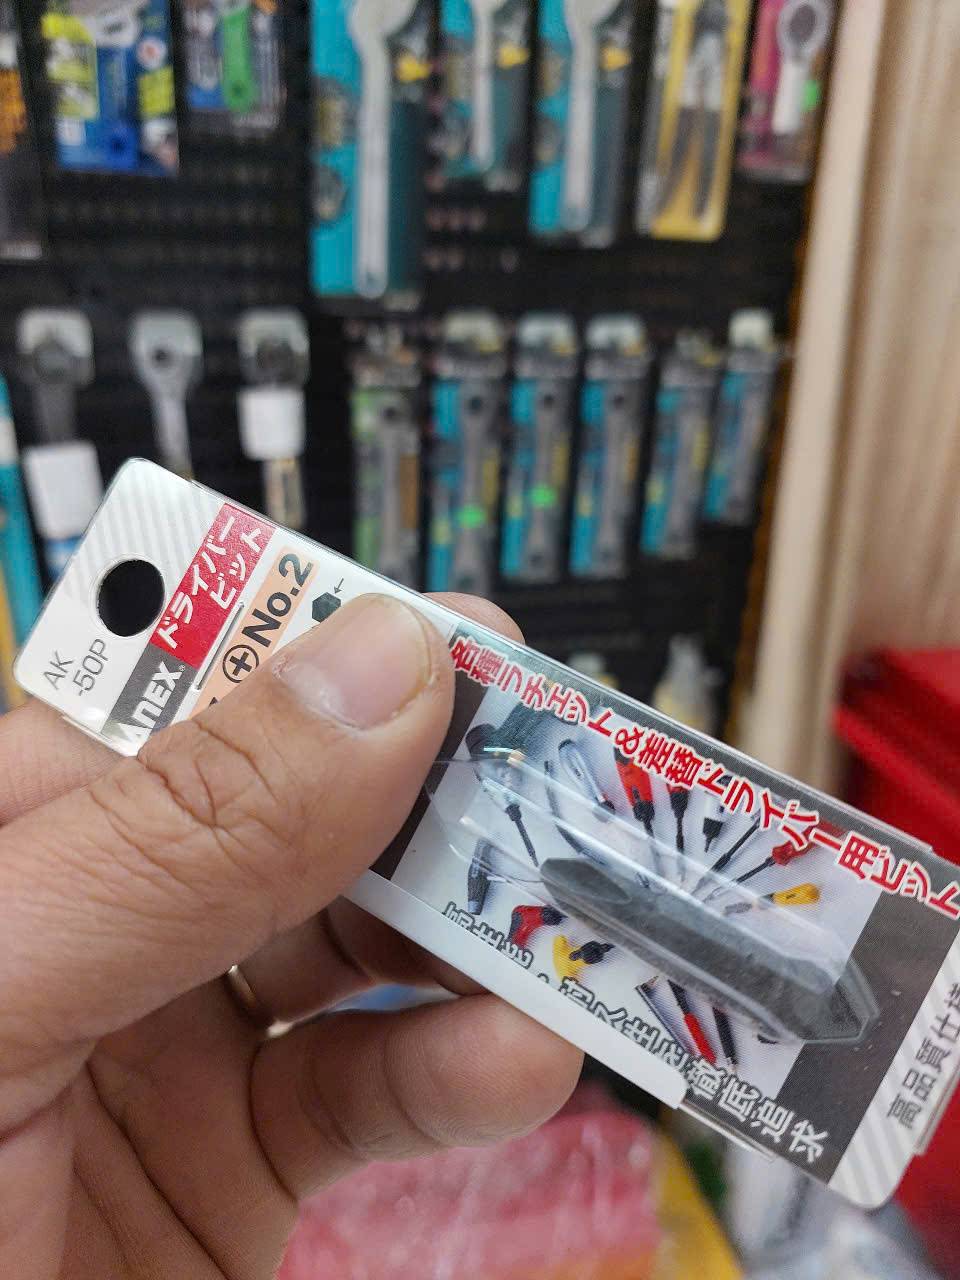 AK
-50P
ANEX®
ドライバー
ビット
⊕No.2
各種ラチェット&差替ドライバー用ビット
徹底追求
高品質仕様